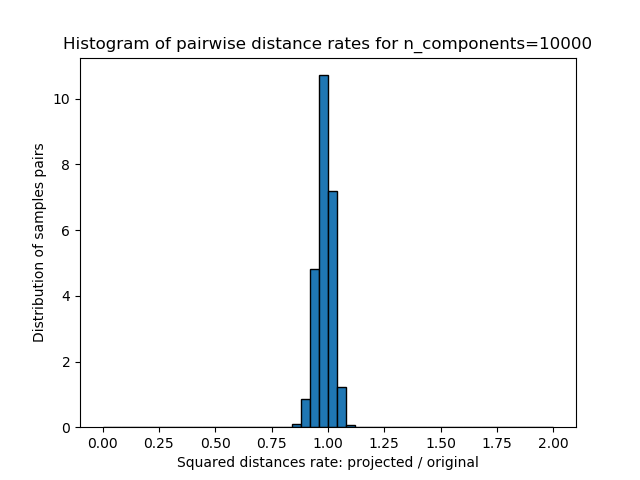 Histogram of pairwise distance rates for n_components=10000
Distribution of samples pairs
10
8
6
4
2
0
0.00 0.25 0.50 0.75 1.00 1.25 1.50 1.75 2.00
Squared distances rate: projected / original